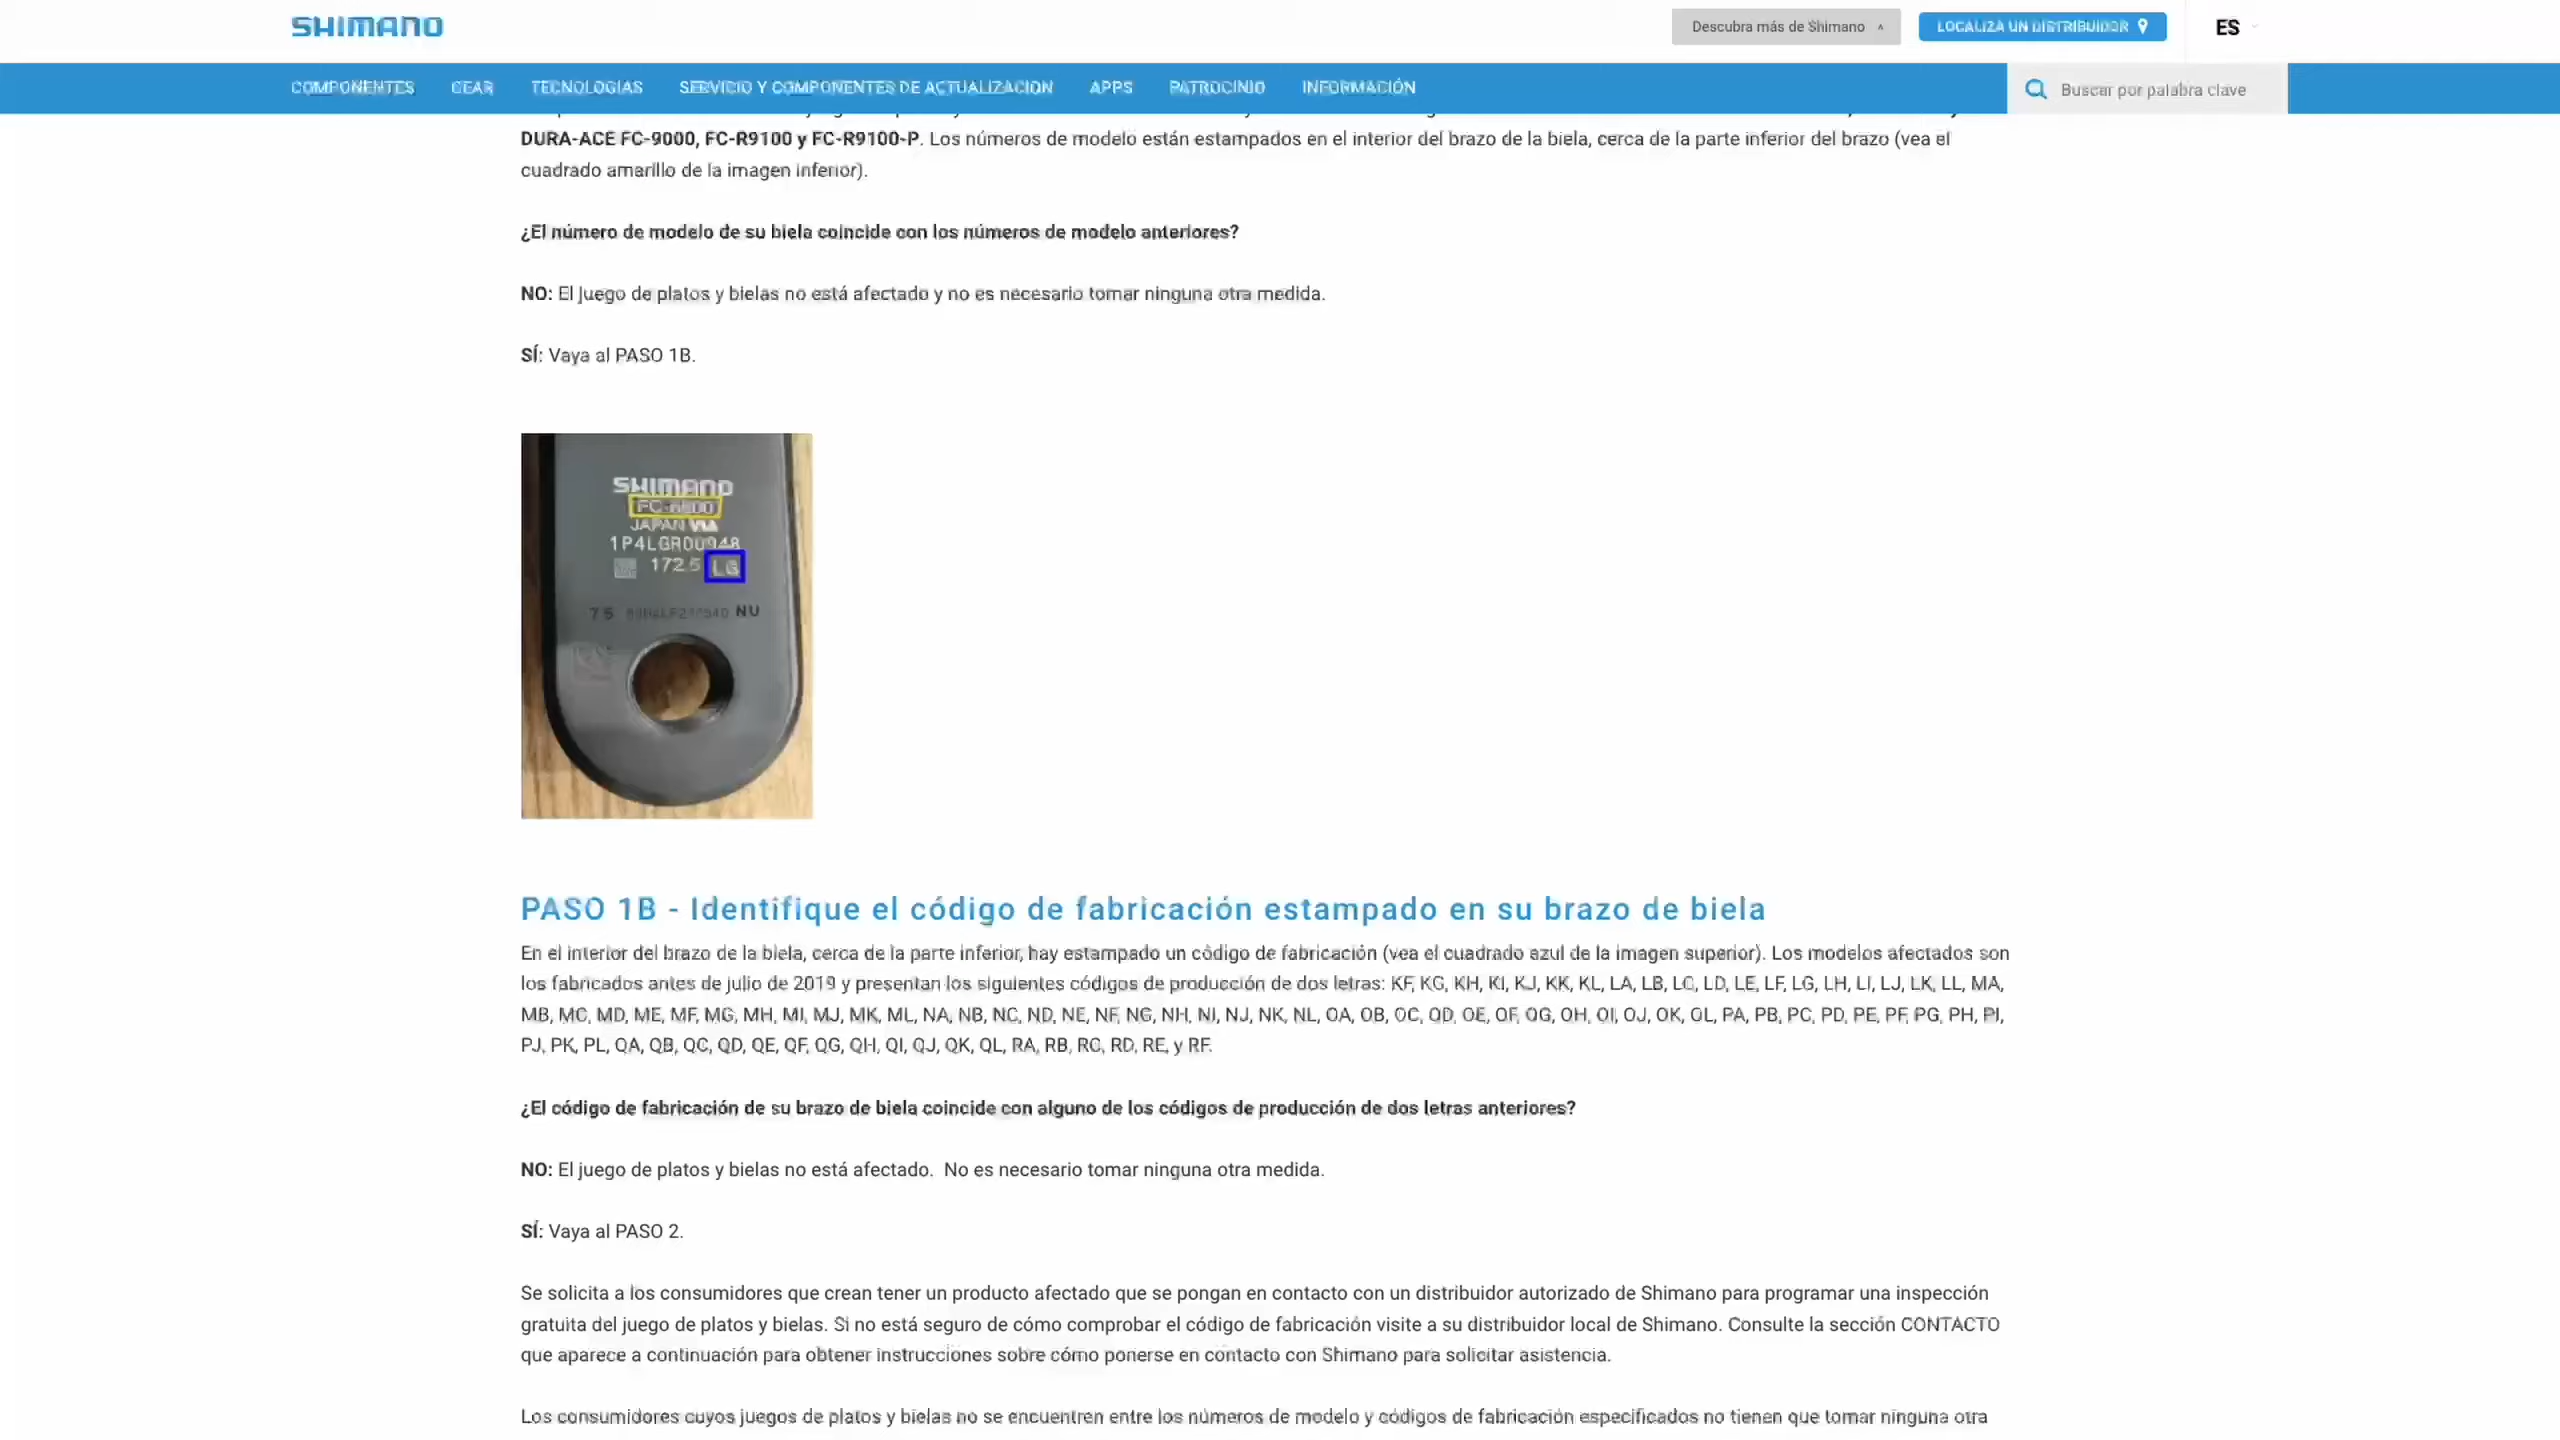 SHIMANO
Descubra más de Shimano
LOCALIZA UN DISTRIBUIDOR
ES
COMPONENTES GEAR TECNOLOGIAS SERVICIO Y COMPONENTES DE ACTUALIZACION APPS PATROCINIO INFORMACIÓN
Buscar por palabra clave
DURA-ACE FC-9000, FC-R9100 y FC-R9100-P. Los números de modelo están estampados en el interior del brazo de la biela, cerca de la parte inferior del brazo (vea el
cuadrado amarillo de la imagen inferior).
¿El número de modelo de su biela coincide con los números de modelo anteriores?
NO: El juego de platos y bielas no está afectado y no es necesario tomar ninguna otra medida.
SÍ: Vaya al PASO 1B.
SHIMANO
FC-6800
JAPAN
1P4LGR00948
172.5 LG
75 NU
PASO 1B - Identifique el código de fabricación estampado en su brazo de biela
En el interior del brazo de la biela, cerca de la parte inferior, hay estampado un código de fabricación (vea el cuadrado azul de la imagen superior). Los modelos afectados son
los fabricados antes de julio de 2019 y presentan los siguientes códigos de producción de dos letras: KF, KG, KH, KI, KJ, KK, KL, LA, LB, LC, LD, LE, LF, LG, LH, LI, LJ, LK, LL, MA,
MB, MC, MD, ME, MF, MG, MH, MI, MJ, MK, ML, NA, NB, NC, ND, NE, NF, NG, NH, NI, NJ, NK, NL, OA, OB, OC, OD, OE, OF, OG, OH, OI, OJ, OK, OL, PA, PB, PC, PD, PE, PF, PG, PH, PI,
PJ, PK, PL, QA, QB, QC, QD, QE, QF, QG, QH, QI, QJ, QK, QL, RA, RB, RC, RD, RE, y RF.
¿El código de fabricación de su brazo de biela coincide con alguno de los códigos de producción de dos letras anteriores?
NO: El juego de platos y bielas no está afectado. No es necesario tomar ninguna otra medida.
SÍ: Vaya al PASO 2.
Se solicita a los consumidores que crean tener un producto afectado que se pongan en contacto con un distribuidor autorizado de Shimano para programar una inspección
gratuita del juego de platos y bielas. Si no está seguro de cómo comprobar el código de fabricación visite a su distribuidor local de Shimano. Consulte la sección CONTACTO
que aparece a continuación para obtener instrucciones sobre cómo ponerse en contacto con Shimano para solicitar asistencia.
Los consumidores cuyos juegos de platos y bielas no se encuentren entre los números de modelo y códigos de fabricación especificados no tienen que tomar ninguna otra